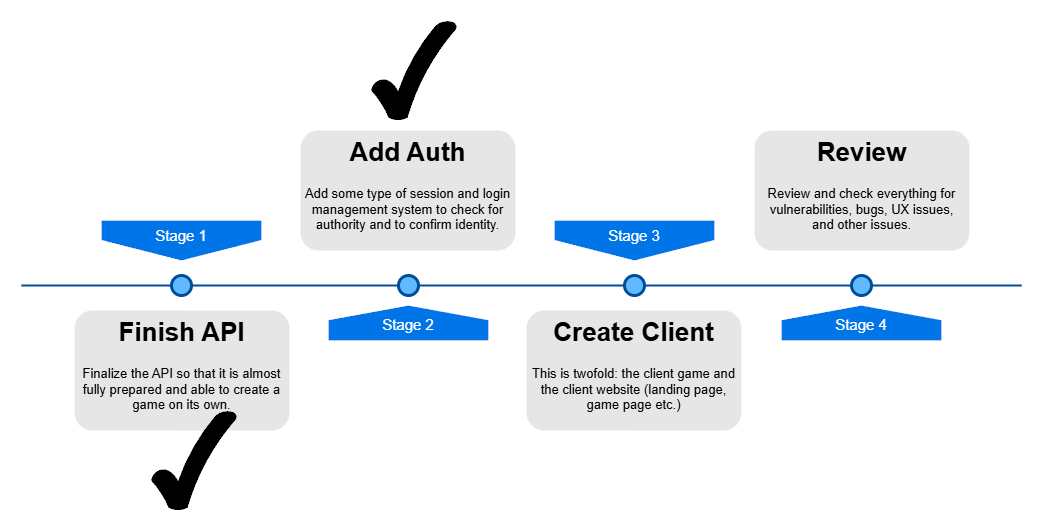 Stage 1
Finish API
Finalize the API so that it is almost
fully prepared and able to create a
game on its own.
Add Auth
Add some type of session and login
management system to check for
authority and to confirm identity.
Stage 2
Stage 3
Create Client
This is twofold: the client game and
the client website (landing page,
game page etc.)
Review
Review and check everything for
vulnerabilities, bugs, UX issues,
and other issues.
Stage 4